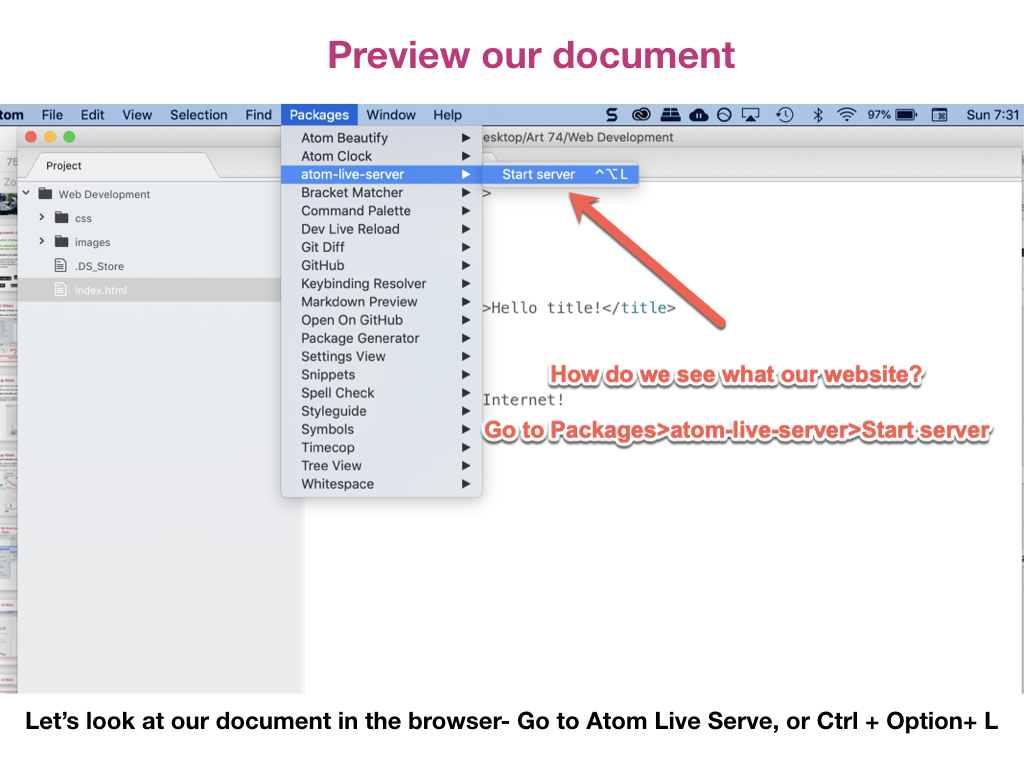 Preview our document
tom File Edit View Selection Find Packages Window Help 97% Sun 7:31
esktop/Art 74/Web Development
Project
Web Development
css
images
.DS_Store
index.html
Atom Beautify
Atom Clock
atom-live-server
Start server ⌃⌥L
Bracket Matcher
Command Palette
Dev Live Reload
Git Diff
GitHub
Keybinding Resolver
Markdown Preview
Open On GitHub
Package Generator
Settings View
Snippets
Spell Check
Styleguide
Symbols
Timecop
Tree View
Whitespace
>
>Hello title!</title>
How do we see what our website?
Internet!
Go to Packages>atom-live-server>Start server
Let's look at our document in the browser- Go to Atom Live Serve, or Ctrl + Option+ L